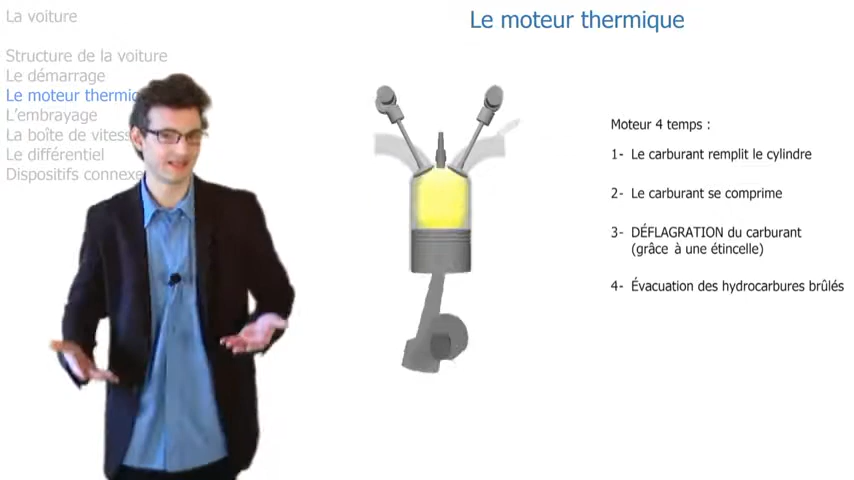 La voiture
Le moteur thermique
Structure de la voiture
Le démarrage
Le moteur
L'embrayage
La boîte de
Le différentiel
Dispositifs
Moteur 4 temps :
1- Le carburant remplit le cylindre
2- Le carburant se comprime
3- DÉFLAGRATION du carburant
(grâce à une étincelle)
4- Évacuation des hydrocarbures brûlés